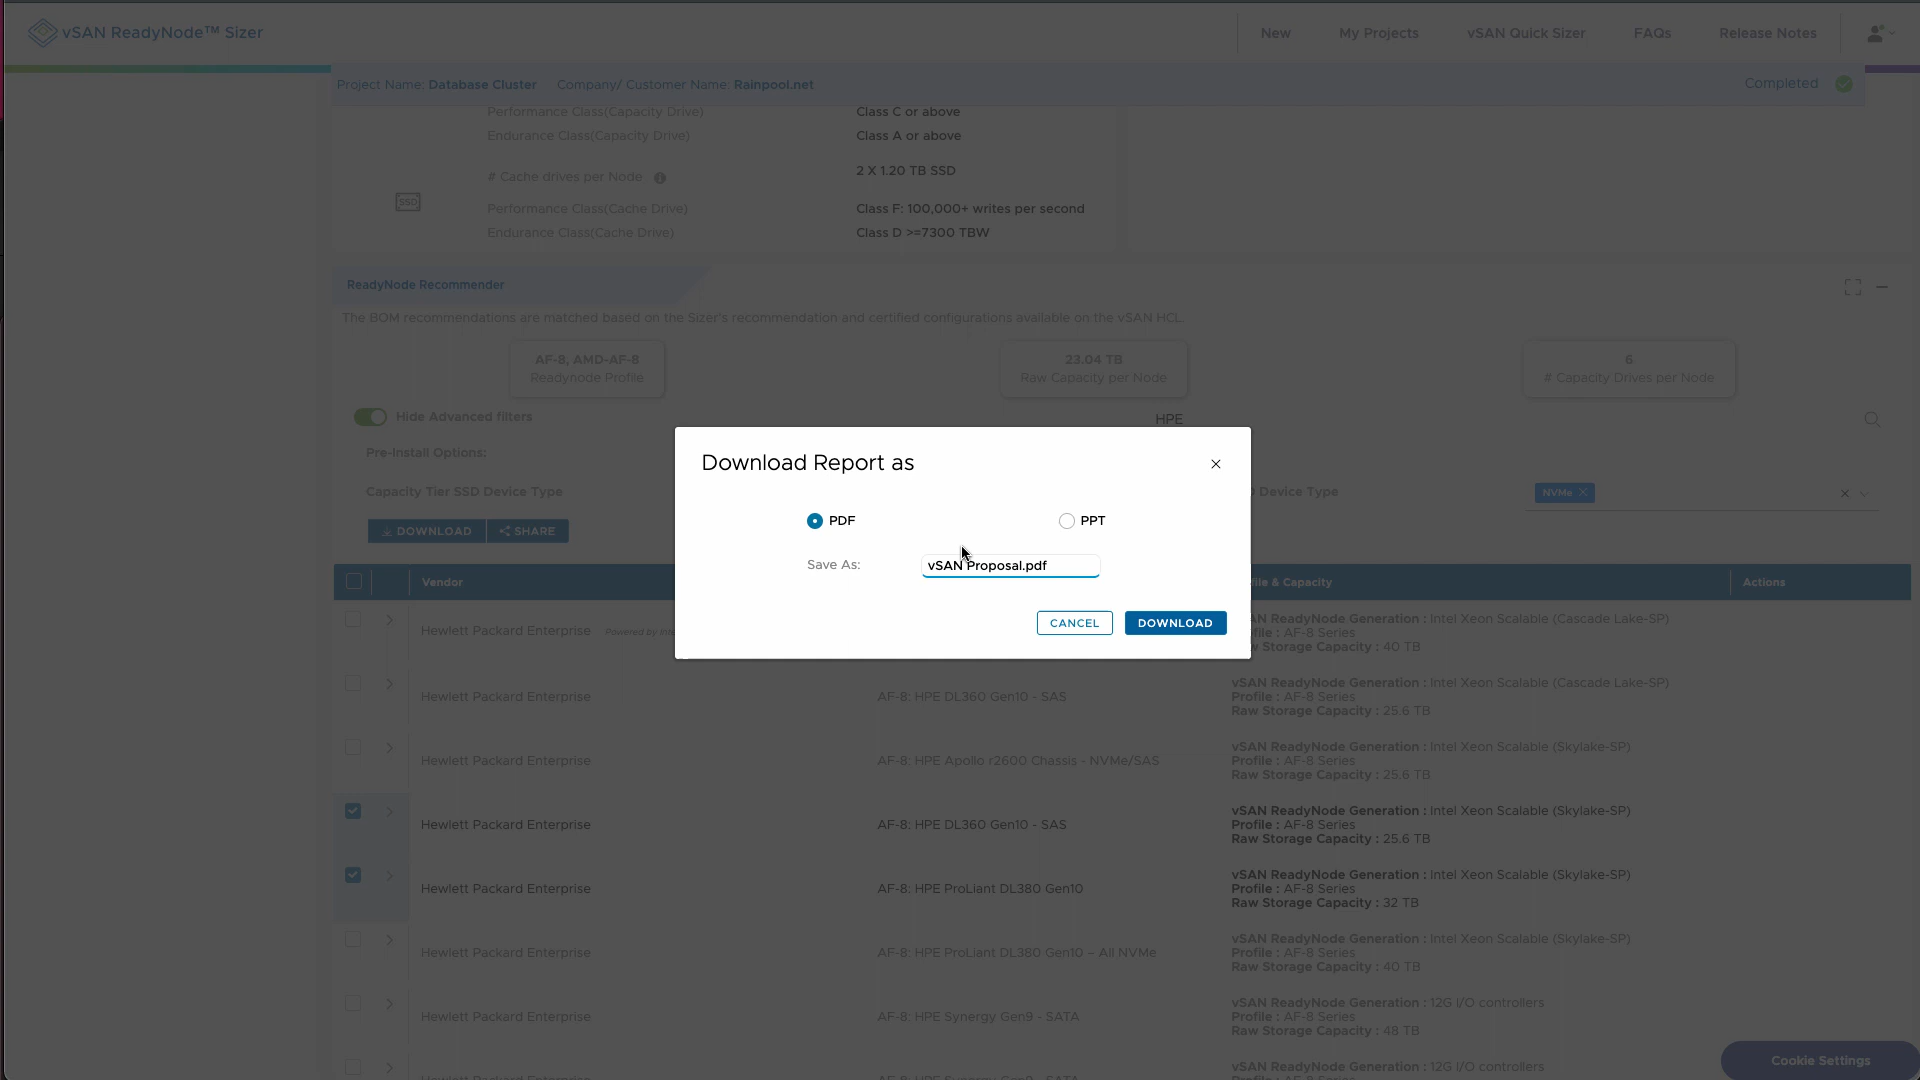 vSAN ReadyNode™ Sizer
New
My Projects
vSAN Quick Sizer
FAQs
Release Notes
Project Name: Database Cluster Company/ Customer Name: Rainpool.net
Completed
Performance Class(Capacity Drive) Class C or above
Endurance Class(Capacity Drive) Class A or above
# Cache drives per Node 2 X 1.20 TB SSD
SSD
Performance Class(Cache Drive) Class F: 100,000+ writes per second
Endurance Class(Cache Drive) Class D >=7300 TBW
ReadyNode Recommender
The BOM recommendations are matched based on the Sizer's recommendation and certified configurations available on the vSAN HCL.
AF-8, AMD-AF-8
Readynode Profile
23.04 TB
Raw Capacity per Node
6
# Capacity Drives per Node
Hide Advanced filters
HPE
Pre-Install Options:
Capacity Tier SSD Device Type
Device Type
NVMe
DOWNLOAD
SHARE
Download Report as
PDF
PPT
Save As: vSAN Proposal.pdf
CANCEL
DOWNLOAD
Vendor
& Capacity
Actions
Hewlett Packard Enterprise Powered by
vSAN ReadyNode Generation : Intel Xeon Scalable (Cascade Lake-SP)
Profile : AF-8 Series
Raw Storage Capacity : 40 TB
Hewlett Packard Enterprise
AF-8: HPE DL360 Gen10 - SAS
vSAN ReadyNode Generation : Intel Xeon Scalable (Cascade Lake-SP)
Profile : AF-8 Series
Raw Storage Capacity : 25.6 TB
Hewlett Packard Enterprise
AF-8: HPE Apollo r2600 Chassis - NVMe/SAS
vSAN ReadyNode Generation : Intel Xeon Scalable (Skylake-SP)
Profile : AF-8 Series
Raw Storage Capacity : 25.6 TB
Hewlett Packard Enterprise
AF-8: HPE DL360 Gen10 - SAS
vSAN ReadyNode Generation : Intel Xeon Scalable (Skylake-SP)
Profile : AF-8 Series
Raw Storage Capacity : 25.6 TB
Hewlett Packard Enterprise
AF-8: HPE ProLiant DL380 Gen10
vSAN ReadyNode Generation : Intel Xeon Scalable (Skylake-SP)
Profile : AF-8 Series
Raw Storage Capacity : 32 TB
Hewlett Packard Enterprise
AF-8: HPE ProLiant DL380 Gen10 – All NVMe
vSAN ReadyNode Generation : Intel Xeon Scalable (Skylake-SP)
Profile : AF-8 Series
Raw Storage Capacity : 40 TB
Hewlett Packard Enterprise
AF-8: HPE Synergy Gen9 - SATA
vSAN ReadyNode Generation : 12G I/O controllers
Profile : AF-8 Series
Raw Storage Capacity : 48 TB
vSAN ReadyNode Generation : 12G I/O controllers
Cookie Settings